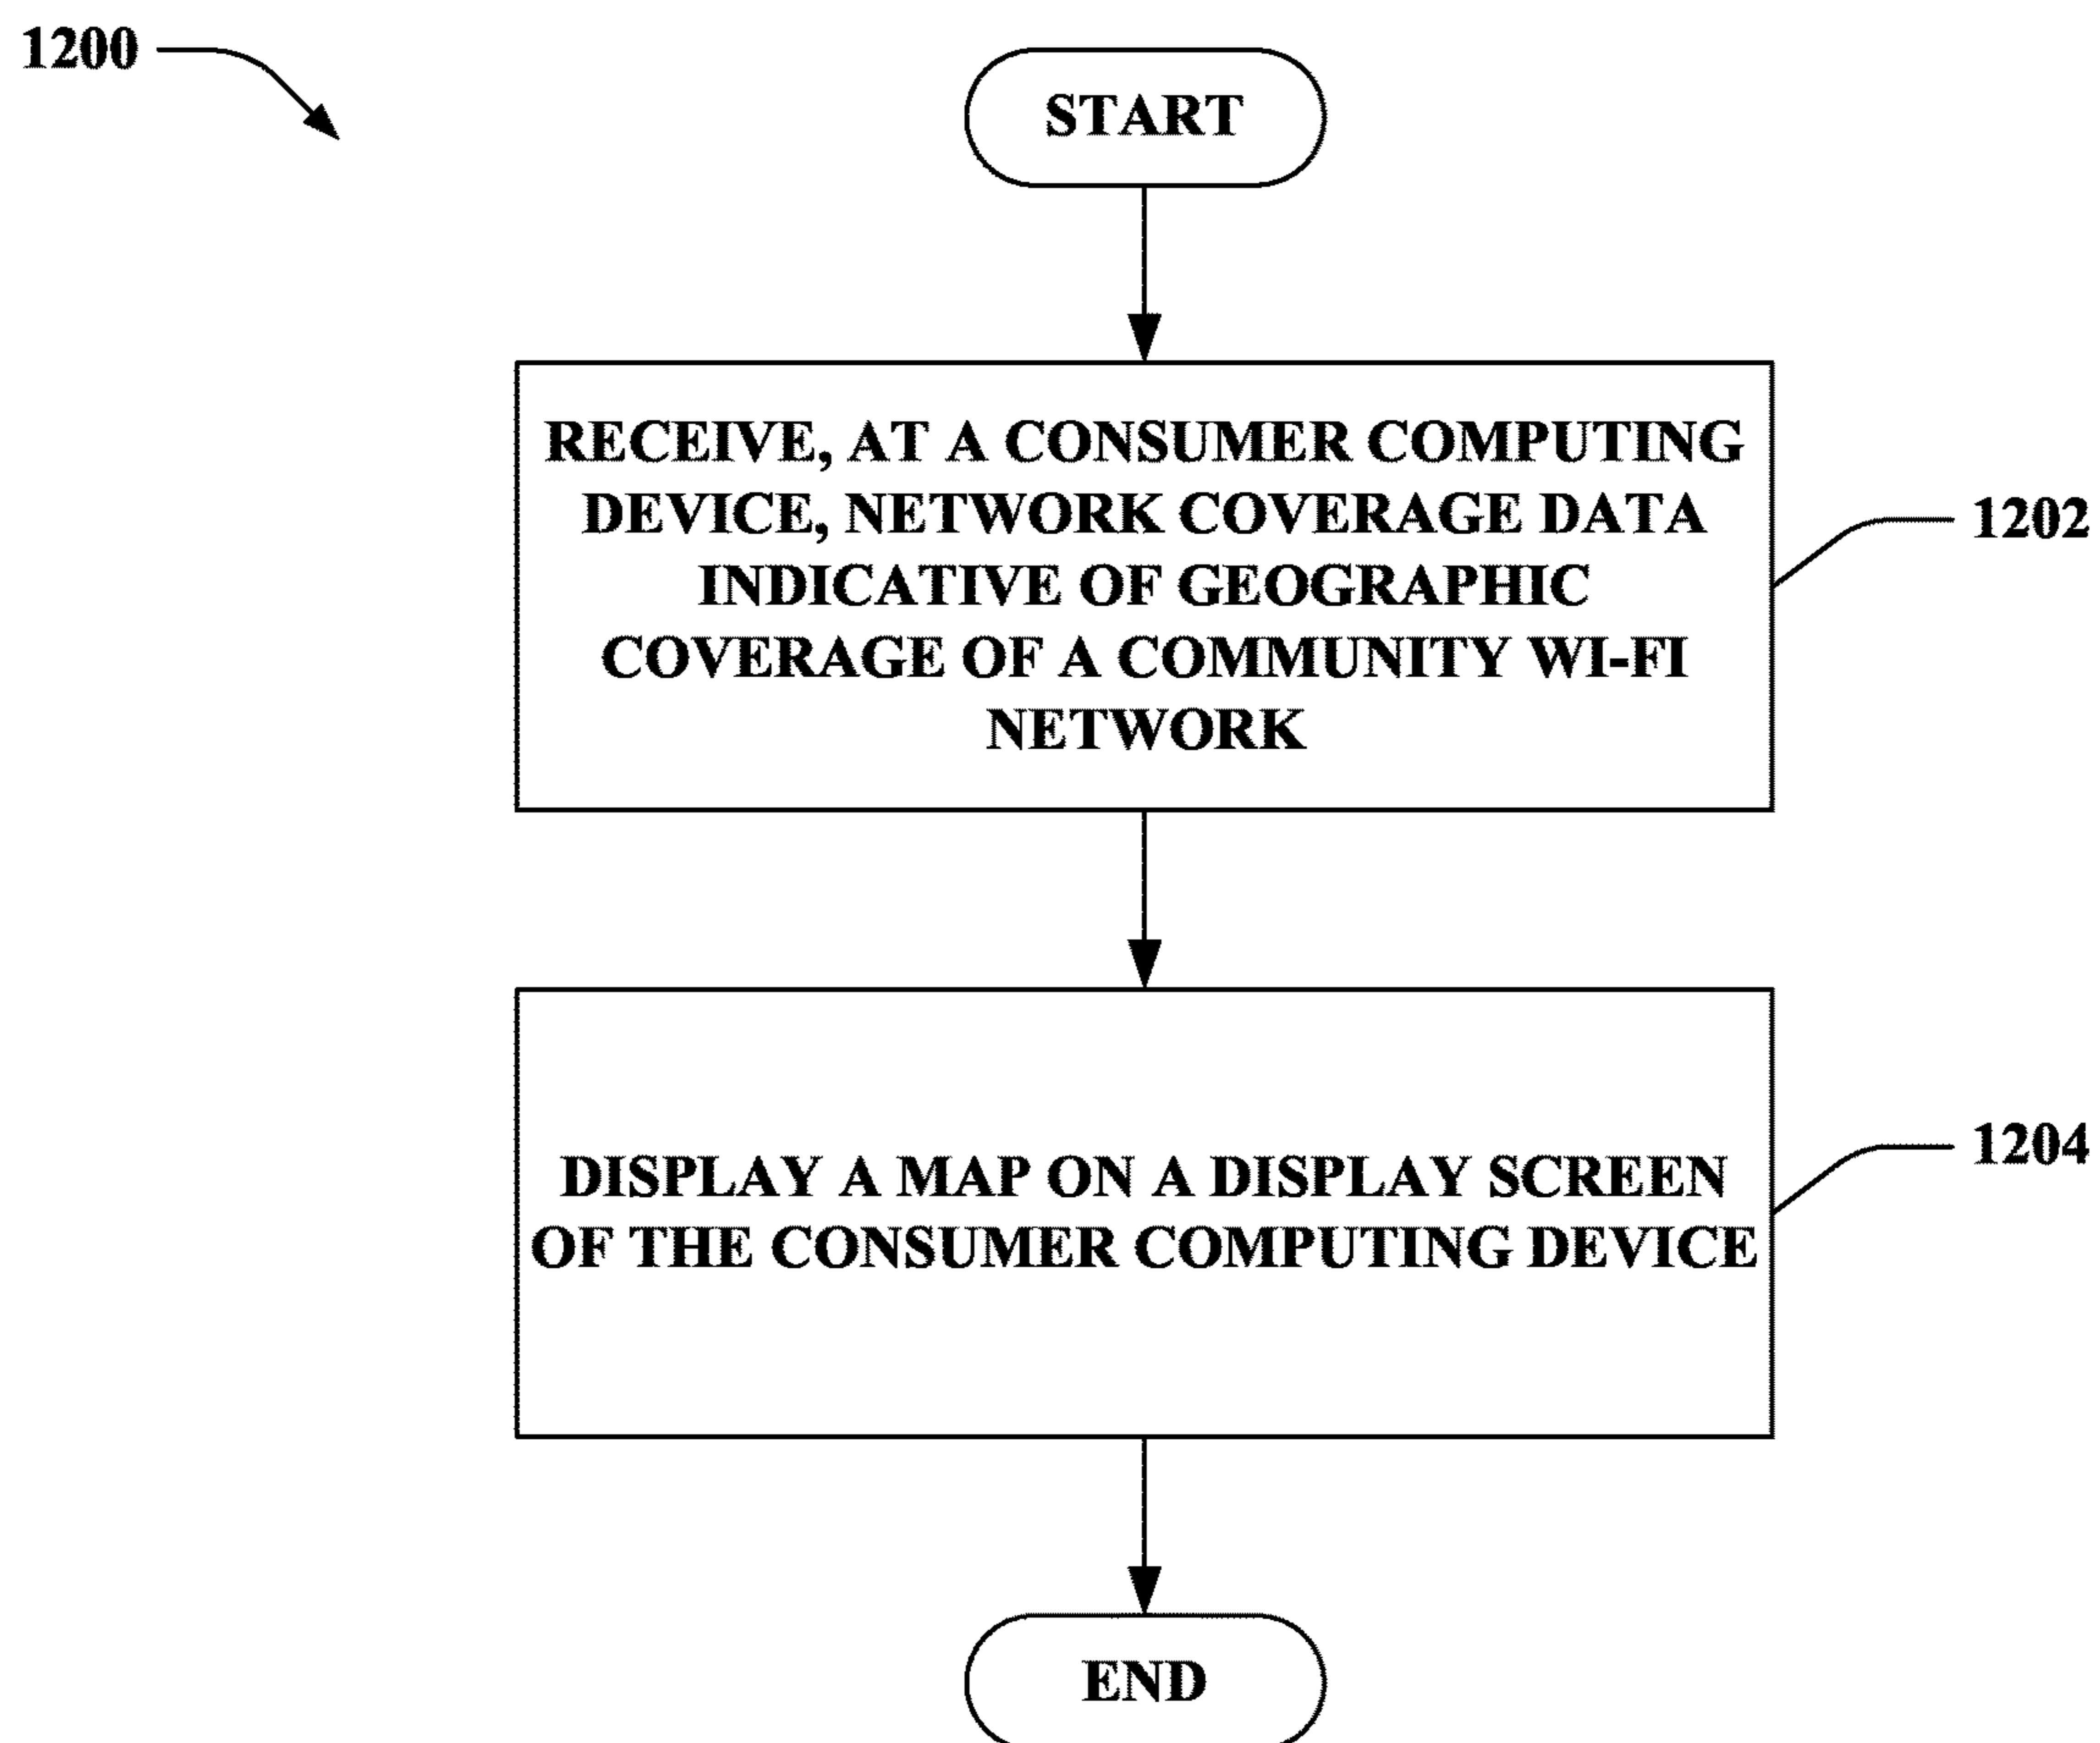 1200
START
RECEIVE, AT A CONSUMER COMPUTING
DEVICE, NETWORK COVERAGE DATA
INDICATIVE OF GEOGRAPHIC
COVERAGE OF A COMMUNITY WI-FI
NETWORK
1202
DISPLAY A MAP ON A DISPLAY SCREEN
OF THE CONSUMER COMPUTING DEVICE
1204
END